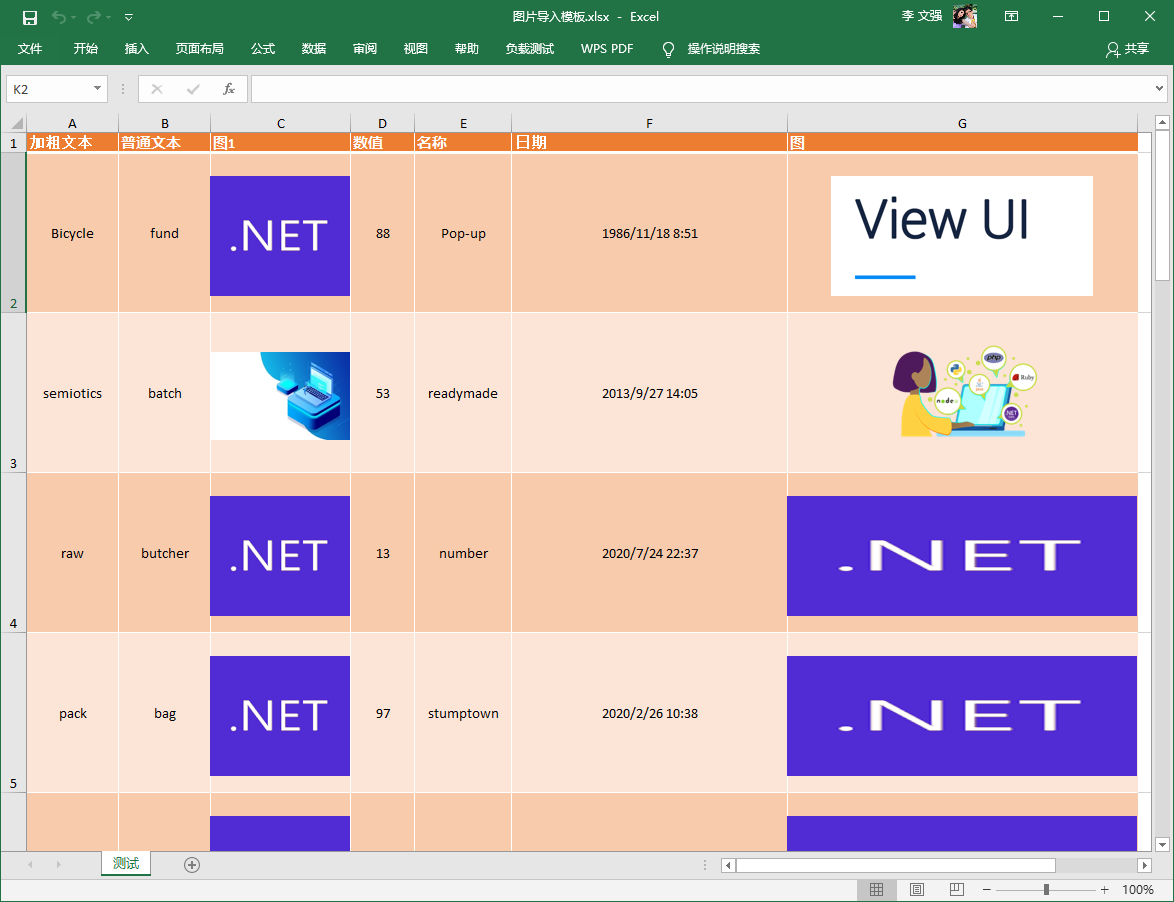 图片导入模板.xlsx - Excel
李 文强
文件 开始 插入 页面布局 公式 数据 审阅 视图 帮助 负载测试 WPS PDF 操作说明搜索 共享
K2 fx
A B C D E F G
1 加粗文本 普通文本 图1 数值 名称 日期 图
.NET
View UI
2 Bicycle fund 88 Pop-up 1986/11/18 8:51
php
Ruby
node
.NET
3 semiotics batch 53 readymade 2013/9/27 14:05
.NET
.NET
4 raw butcher 13 number 2020/7/24 22:37
.NET
.NET
5 pack bag 97 stumptown 2020/2/26 10:38
测试
100%